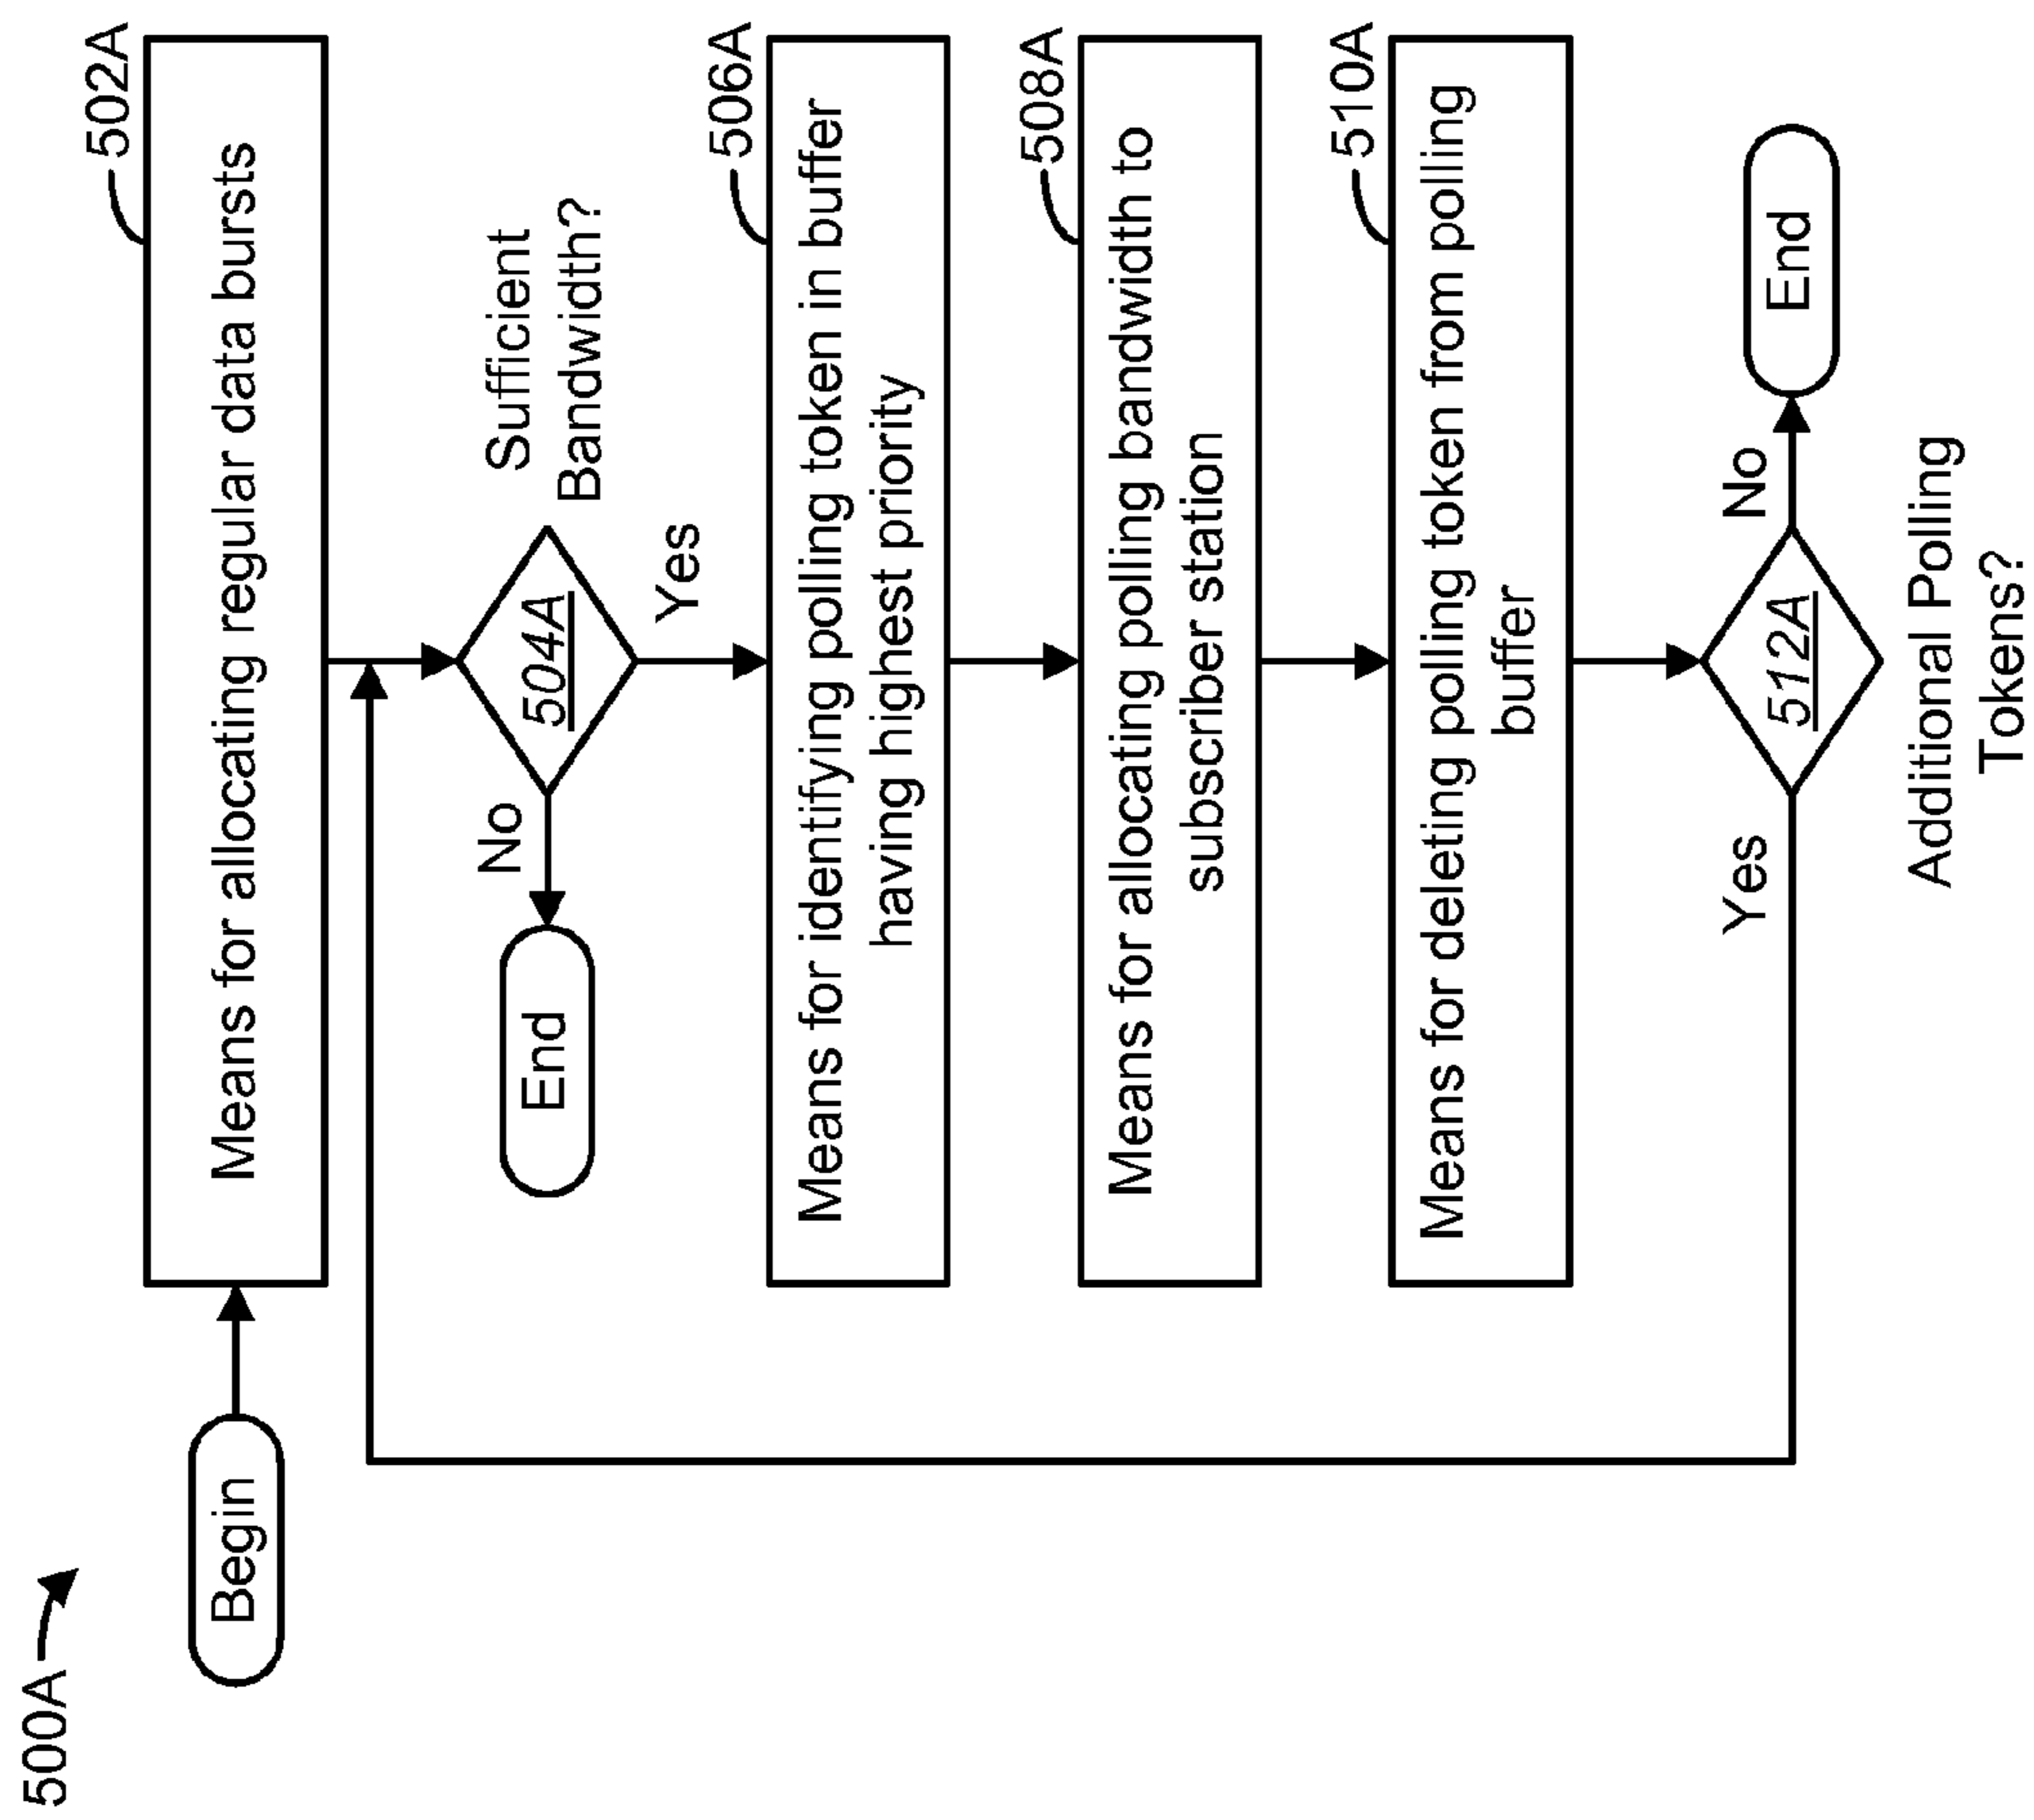 500A
Begin
502A
Means for allocating regular data bursts
504A
Sufficient
Bandwidth?
No
End
Yes
506A
Means for identifying polling token in buffer
having highest priority
508A
Means for allocating polling bandwidth to
subscriber station
510A
Means for deleting polling token from polling
buffer
512A
Yes
No
End
Additional Polling
Tokens?